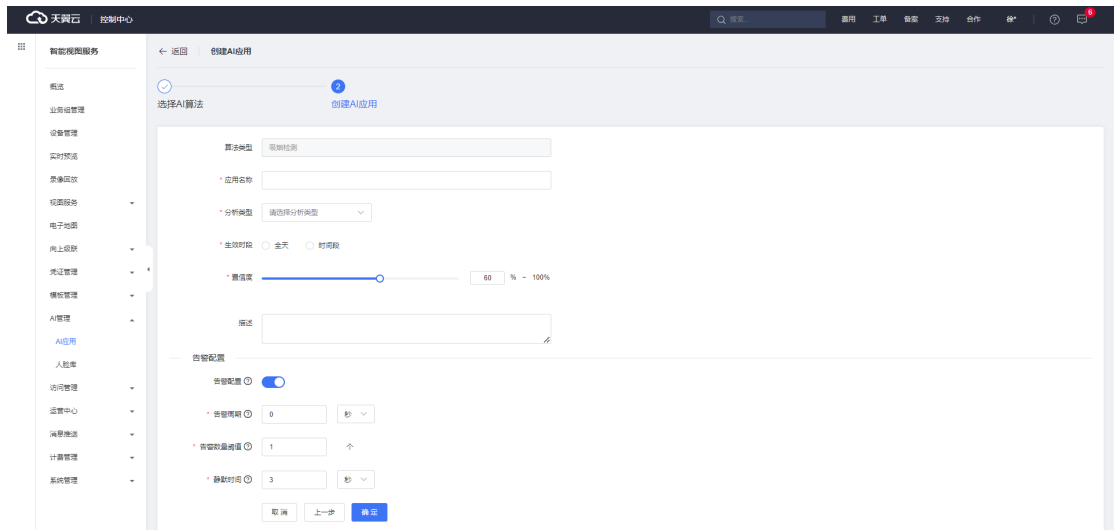 天翼云 控制中心 搜索... 费用 工单 备案 支持 合作 徐* 6
智能视图服务
← 返回 创建AI应用
概览
业务组管理
设备管理
实时预览
录像回放
视图服务
电子地图
向上级联
凭证管理
模板管理
AI管理
AI应用
人脸库
访问管理
运营中心
消息推送
计费管理
系统管理
2
选择AI算法 创建AI应用
算法类型 吸烟检测
* 应用名称
* 分析类型 请选择分析类型
* 生效时段 全天 时间段
* 置信度 60 % ~ 100%
描述
告警配置
告警配置 ?
* 告警周期 ? 0 秒
* 告警数量阈值 ? 1 个
* 静默时间 ? 3 秒
取消 上一步 确定